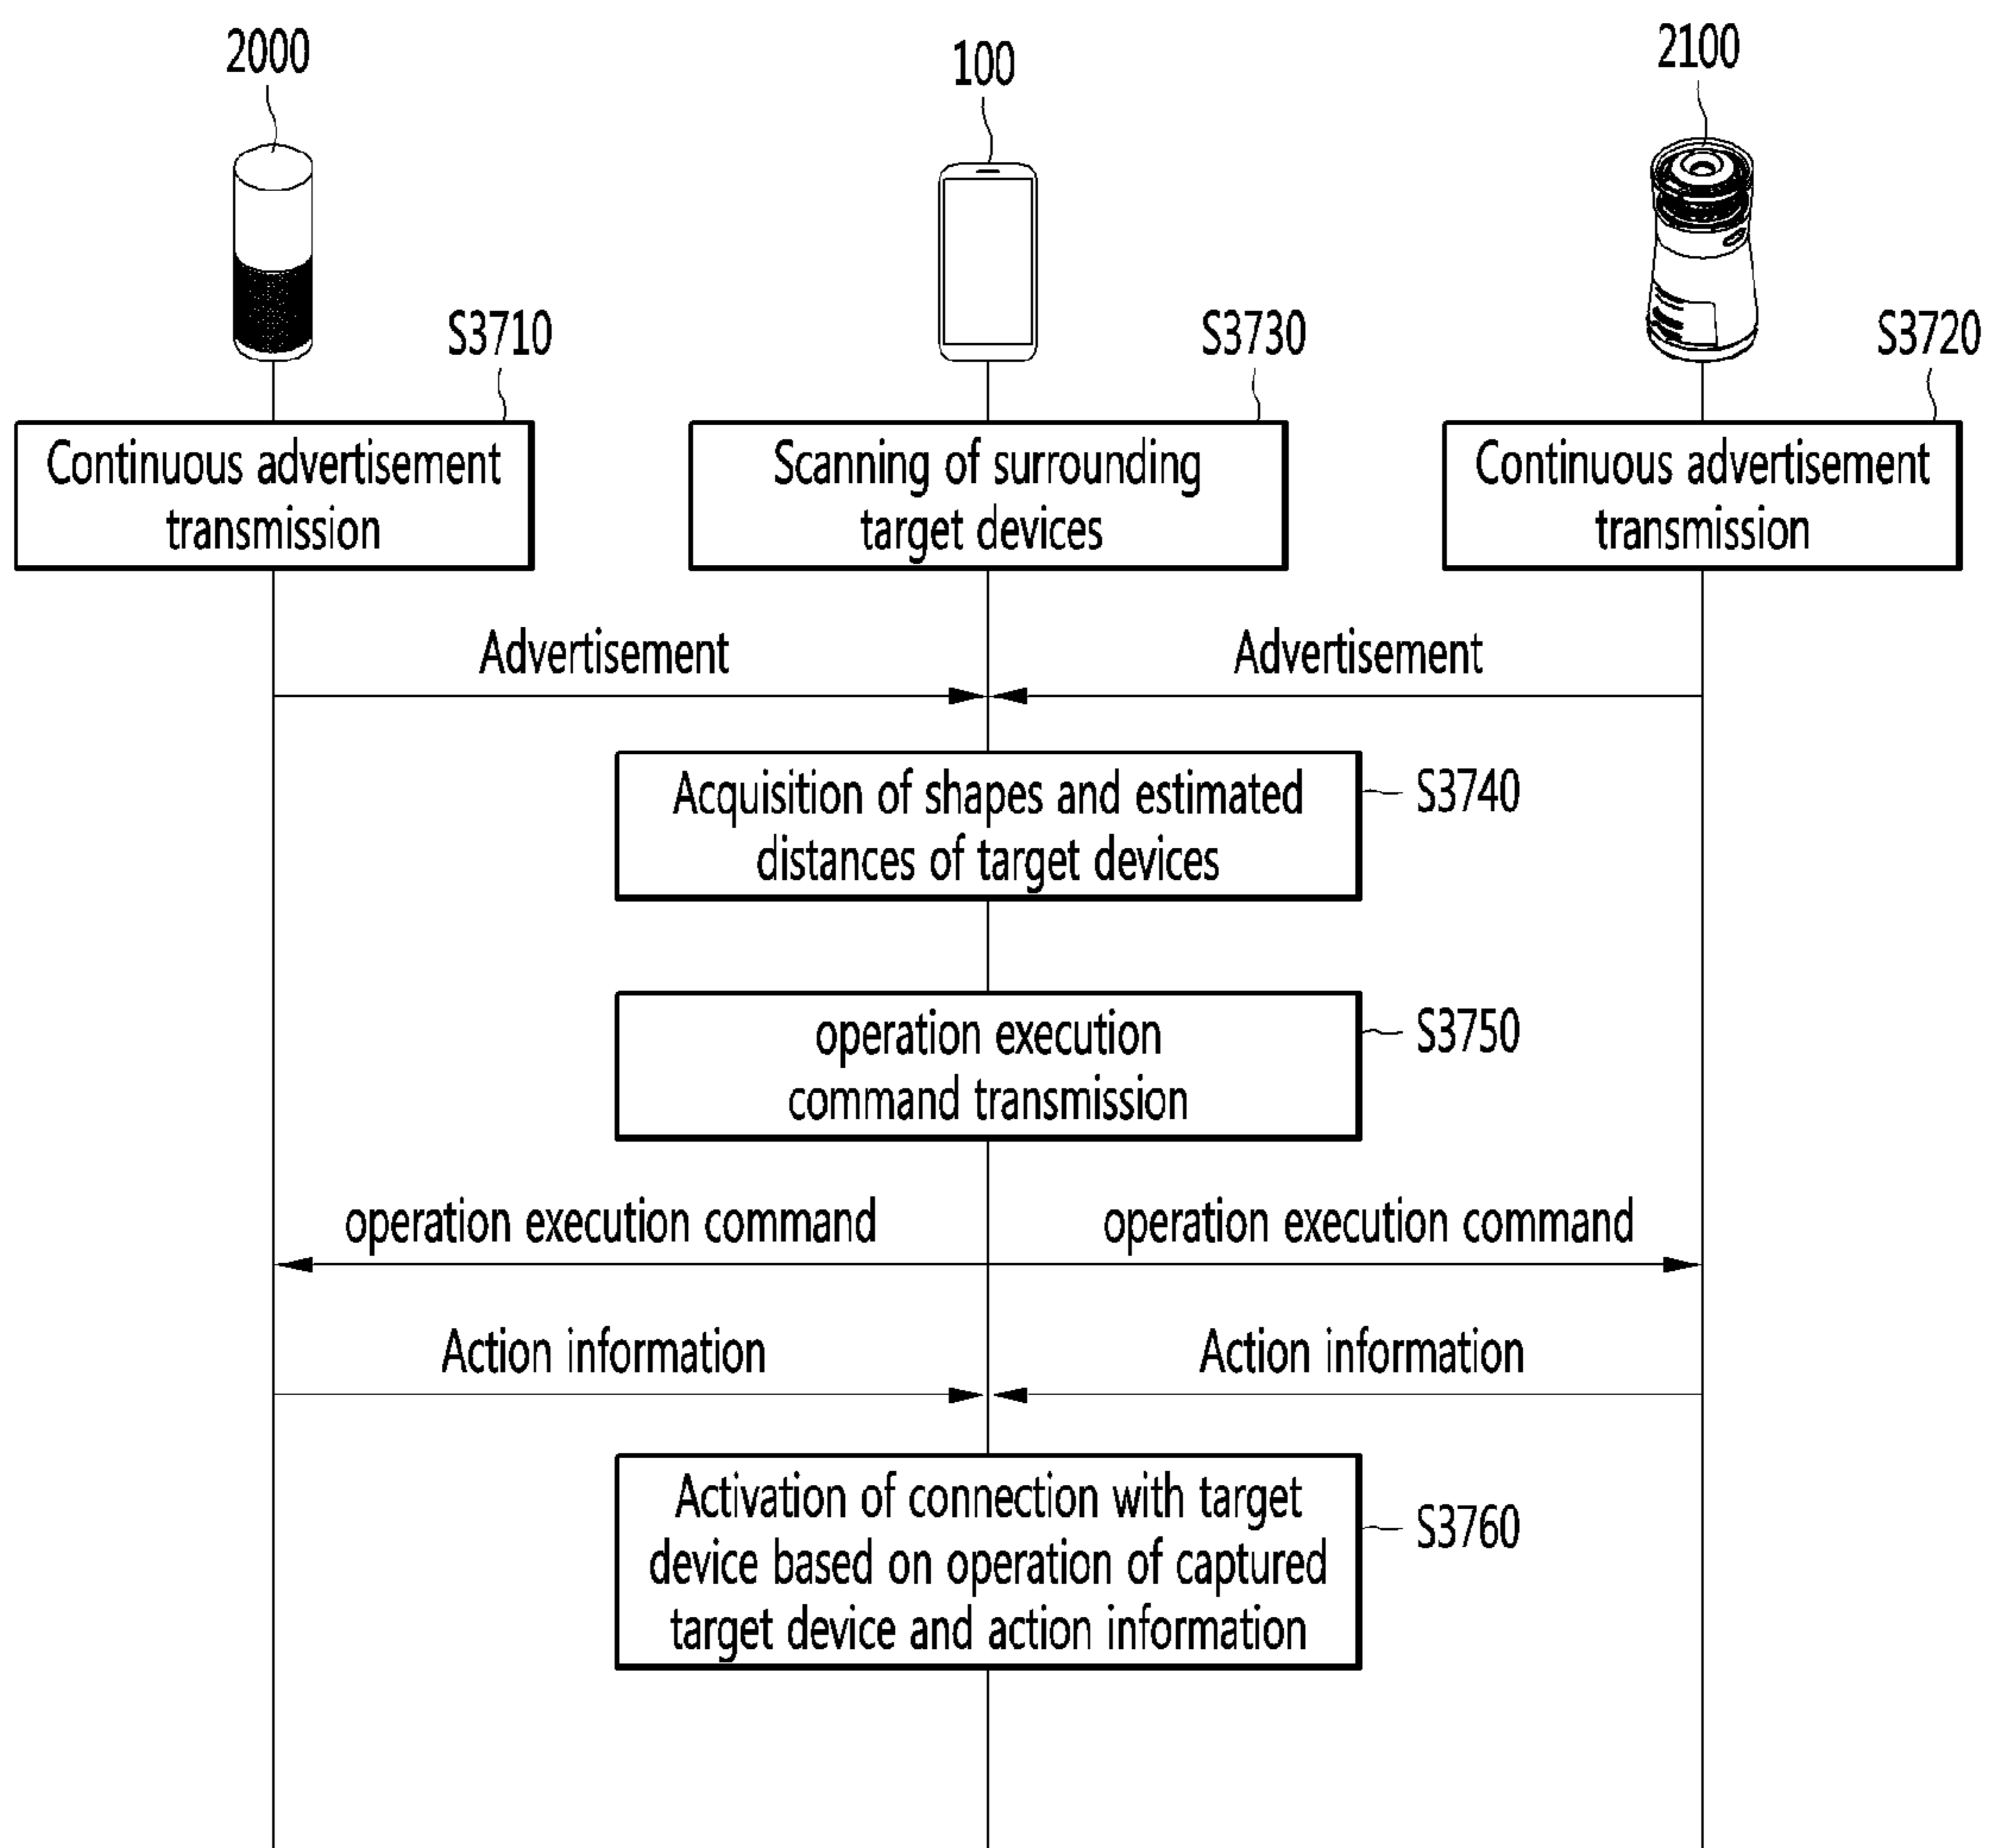 2000
100
2100
S3710
S3730
S3720
Continuous advertisement
transmission
Scanning of surrounding
target devices
Continuous advertisement
transmission
Advertisement
Advertisement
Acquisition of shapes and estimated
distances of target devices
S3740
operation execution
command transmission
S3750
operation execution command
operation execution command
Action information
Action information
Activation of connection with target
device based on operation of captured
target device and action information
S3760